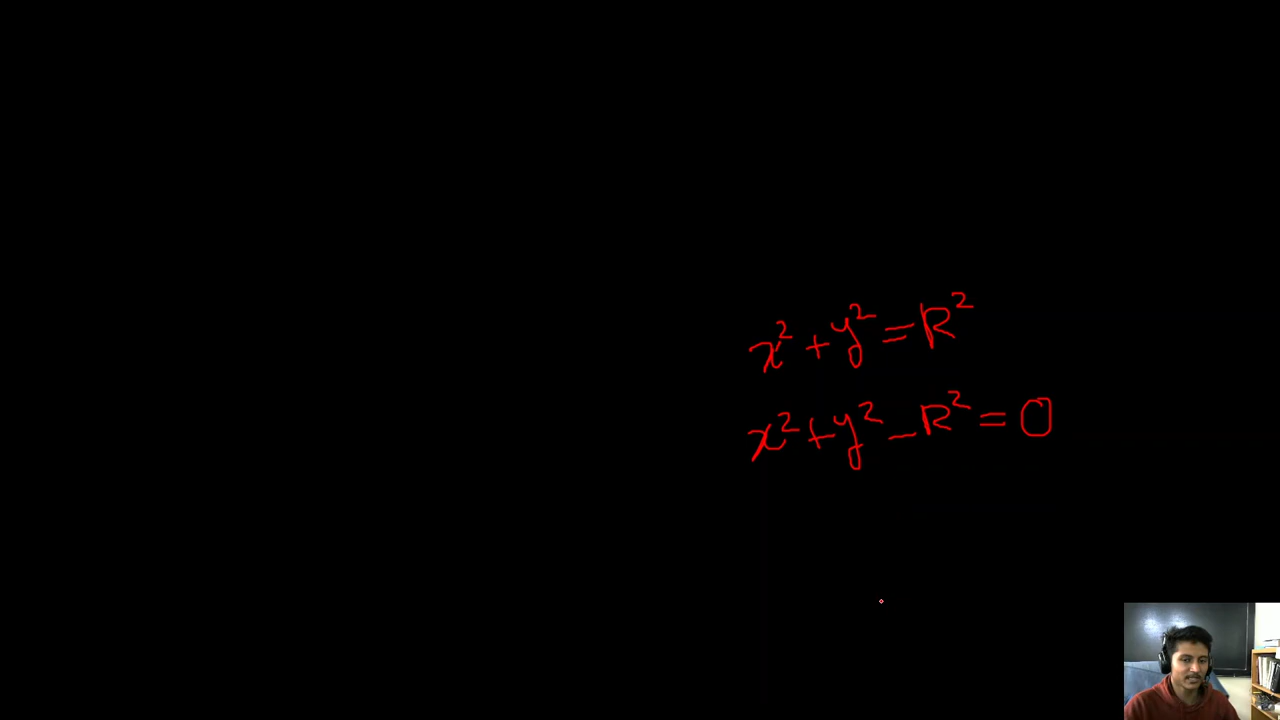 x² + y² = R²
x² + y² - R² = 0